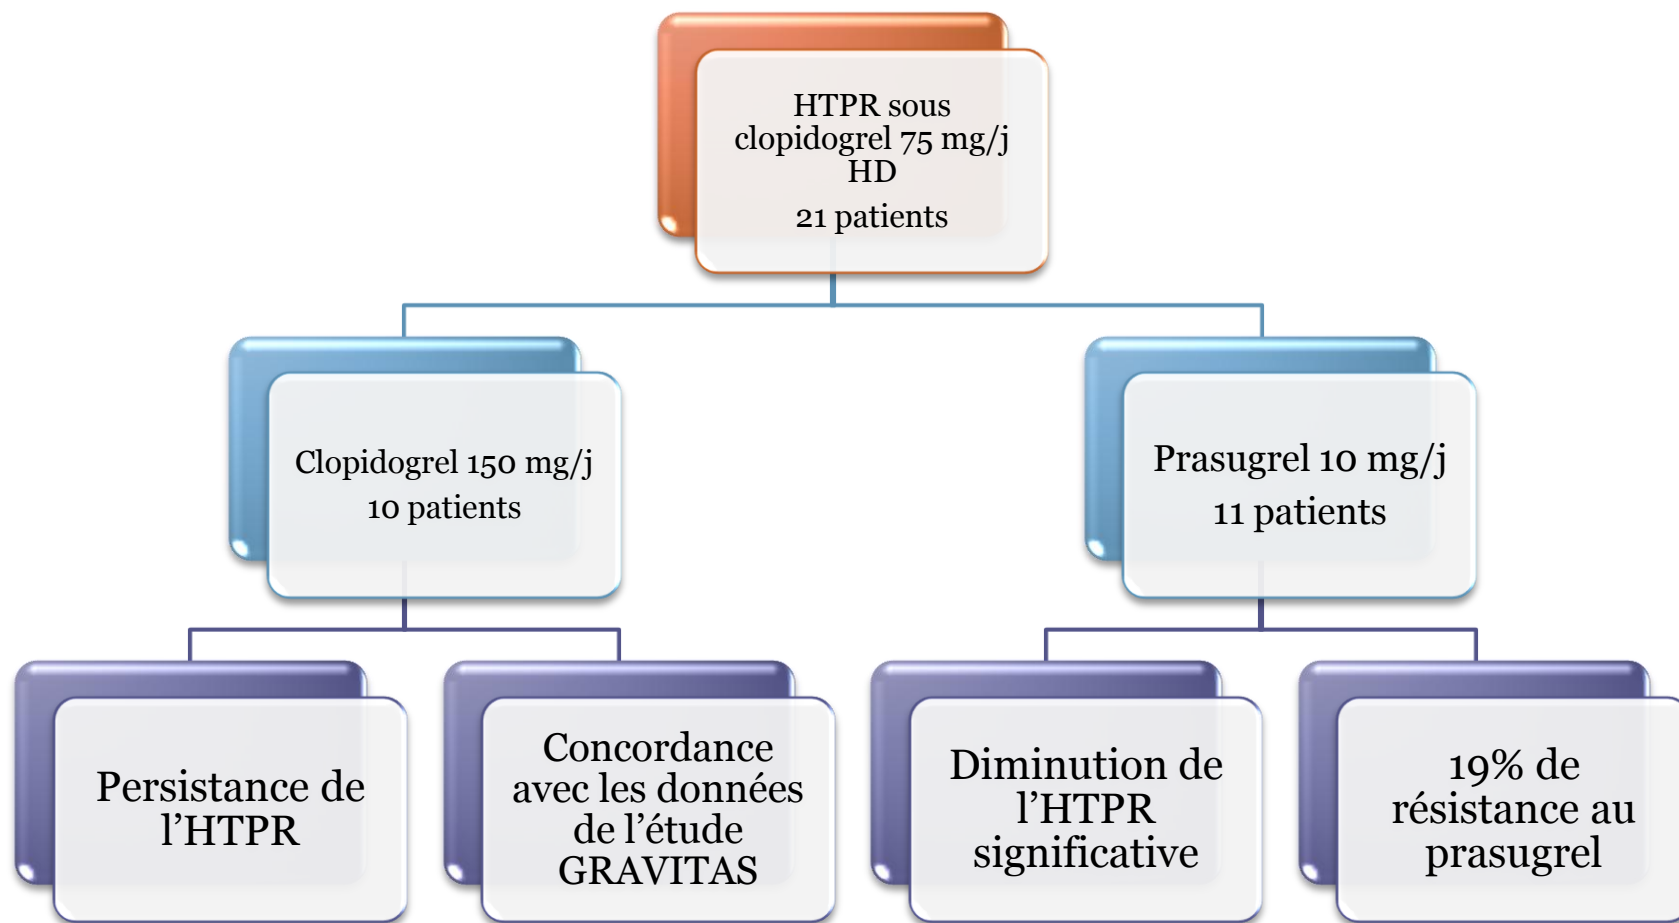 HTPR sous
clopidogrel 75 mg/j
HD
21 patients
Clopidogrel 150 mg/j
10 patients
Prasugrel 10 mg/j
11 patients
Persistance de
l’HTPR
Concordance
avec les données
de l’étude
GRAVITAS
Diminution de
l’HTPR
significative
19% de
résistance au
prasugrel